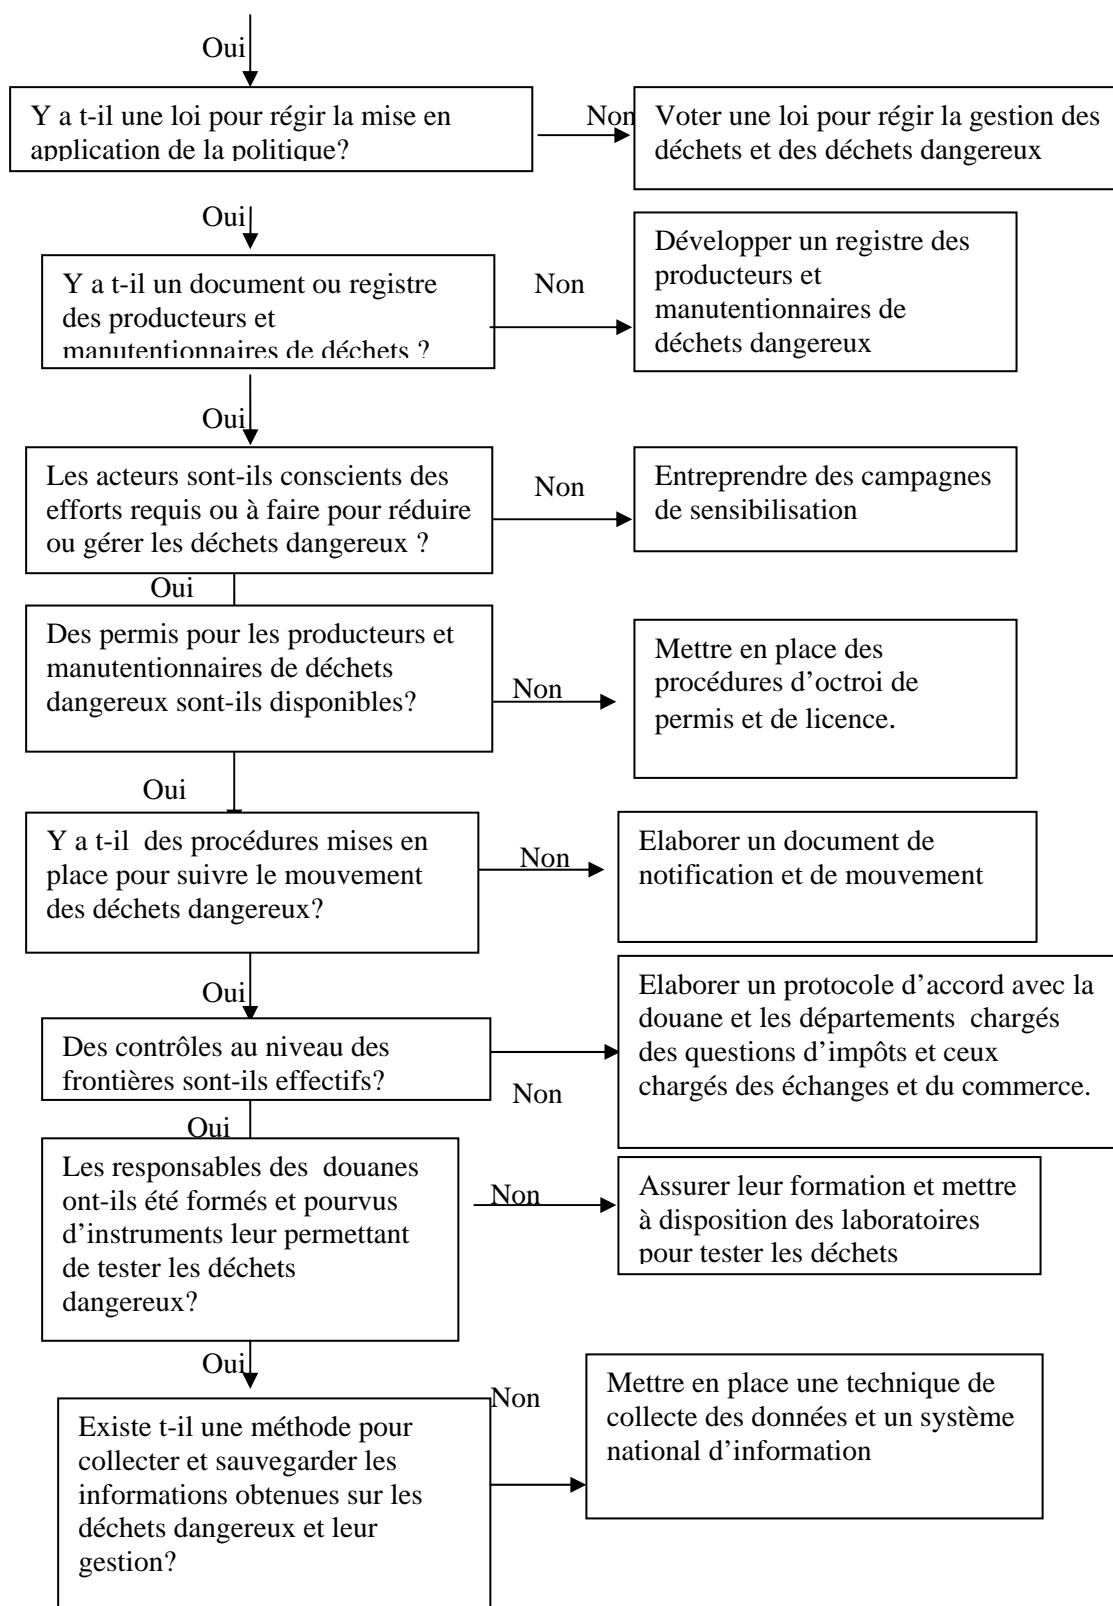 Oui
Y a t-il une loi pour régir la mise en
application de la politique?
Non
Voter une loi pour régir la gestion des
déchets et des déchets dangereux
Oui
Y a t-il un document ou registre
des producteurs et
manutentionnaires de déchets ?
Non
Développer un registre des
producteurs et
manutentionnaires de
déchets dangereux
Oui
Les acteurs sont-ils conscients des
efforts requis ou à faire pour réduire
ou gérer les déchets dangereux ?
Non
Entreprendre des campagnes
de sensibilisation
Oui
Des permis pour les producteurs et
manutentionnaires de déchets
dangereux sont-ils disponibles?
Non
Mettre en place des
procédures d’octroi de
permis et de licence.
Oui
Y a t-il  des procédures mises en
place pour suivre le mouvement
des déchets dangereux?
Non
Elaborer un document de
notification et de mouvement
Oui
Des contrôles au niveau des
frontières sont-ils effectifs?
Non
Elaborer un protocole d’accord avec la
douane et les départements  chargés
des questions d’impôts et ceux
chargés des échanges et du commerce.
Oui
Les responsables des  douanes
ont-ils été formés et pourvus
d’instruments leur permettant
de tester les déchets
dangereux?
Non
Assurer leur formation et mettre
à disposition des laboratoires
pour tester les déchets
Oui
Existe t-il une méthode pour
collecter et sauvegarder les
informations obtenues sur les
déchets dangereux et leur
gestion?
Non
Mettre en place une technique de
collecte des données et un système
national d’information